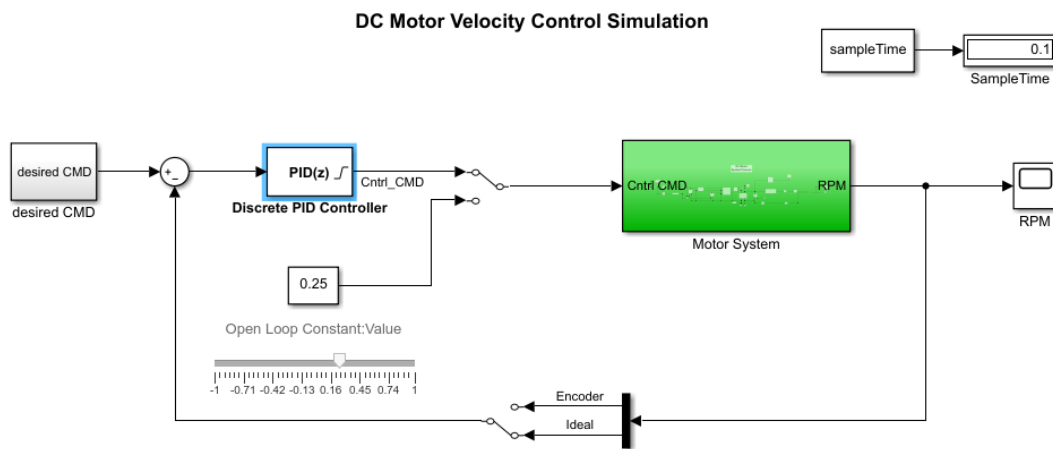 DC Motor Velocity Control Simulation
sampleTime
0.1
SampleTime
desired CMD
desired CMD
+
−
PID(z)
Cntrl_CMD
Discrete PID Controller
Cntrl CMD
RPM
Motor System
RPM
0.25
Open Loop Constant:Value
-1 -0.71 -0.42 -0.13 0.16 0.45 0.74 1
Encoder
Ideal